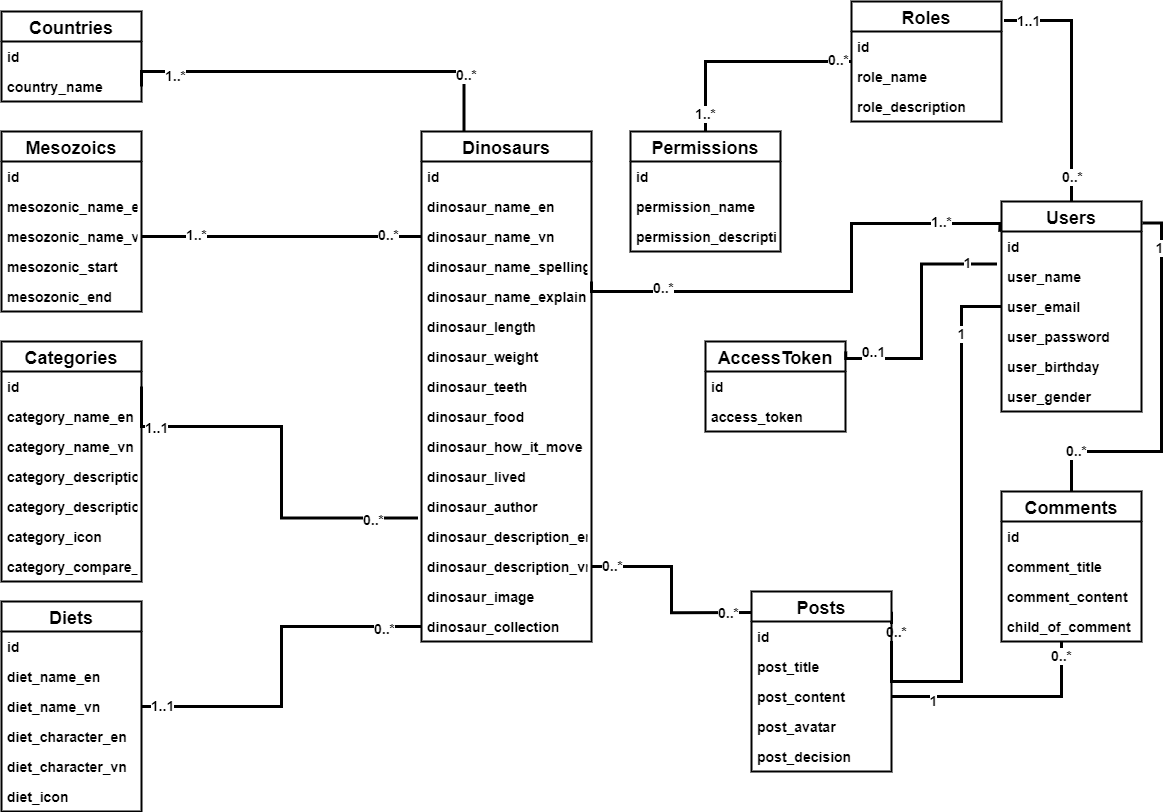 Countries
id
country_name
1..*
0..*
Mesozoics
id
mesozonic_name_e
mesozonic_name_v
mesozonic_start
mesozonic_end
1..*
0..*
Categories
id
category_name_en
category_name_vn
category_descriptic
category_descriptic
category_icon
category_compare_
1..1
0..*
Diets
id
diet_name_en
diet_name_vn
diet_character_en
diet_character_vn
diet_icon
1..1
0..*
Dinosaurs
id
dinosaur_name_en
dinosaur_name_vn
dinosaur_name_spelling
dinosaur_name_explain
dinosaur_length
dinosaur_weight
dinosaur_teeth
dinosaur_food
dinosaur_how_it_move
dinosaur_lived
dinosaur_author
dinosaur_description_en
dinosaur_description_vn
dinosaur_image
dinosaur_collection
0..*
1..*
0..*
0..*
Permissions
id
permission_name
permission_descripti
1..*
0..*
Roles
id
role_name
role_description
1..1
0..*
Users
id
user_name
user_email
user_password
user_birthday
user_gender
1
1
0..1
1
AccessToken
id
access_token
0..*
Comments
id
comment_title
comment_content
child_of_comment
0..*
1
Posts
id
post_title
post_content
post_avatar
post_decision
0..*